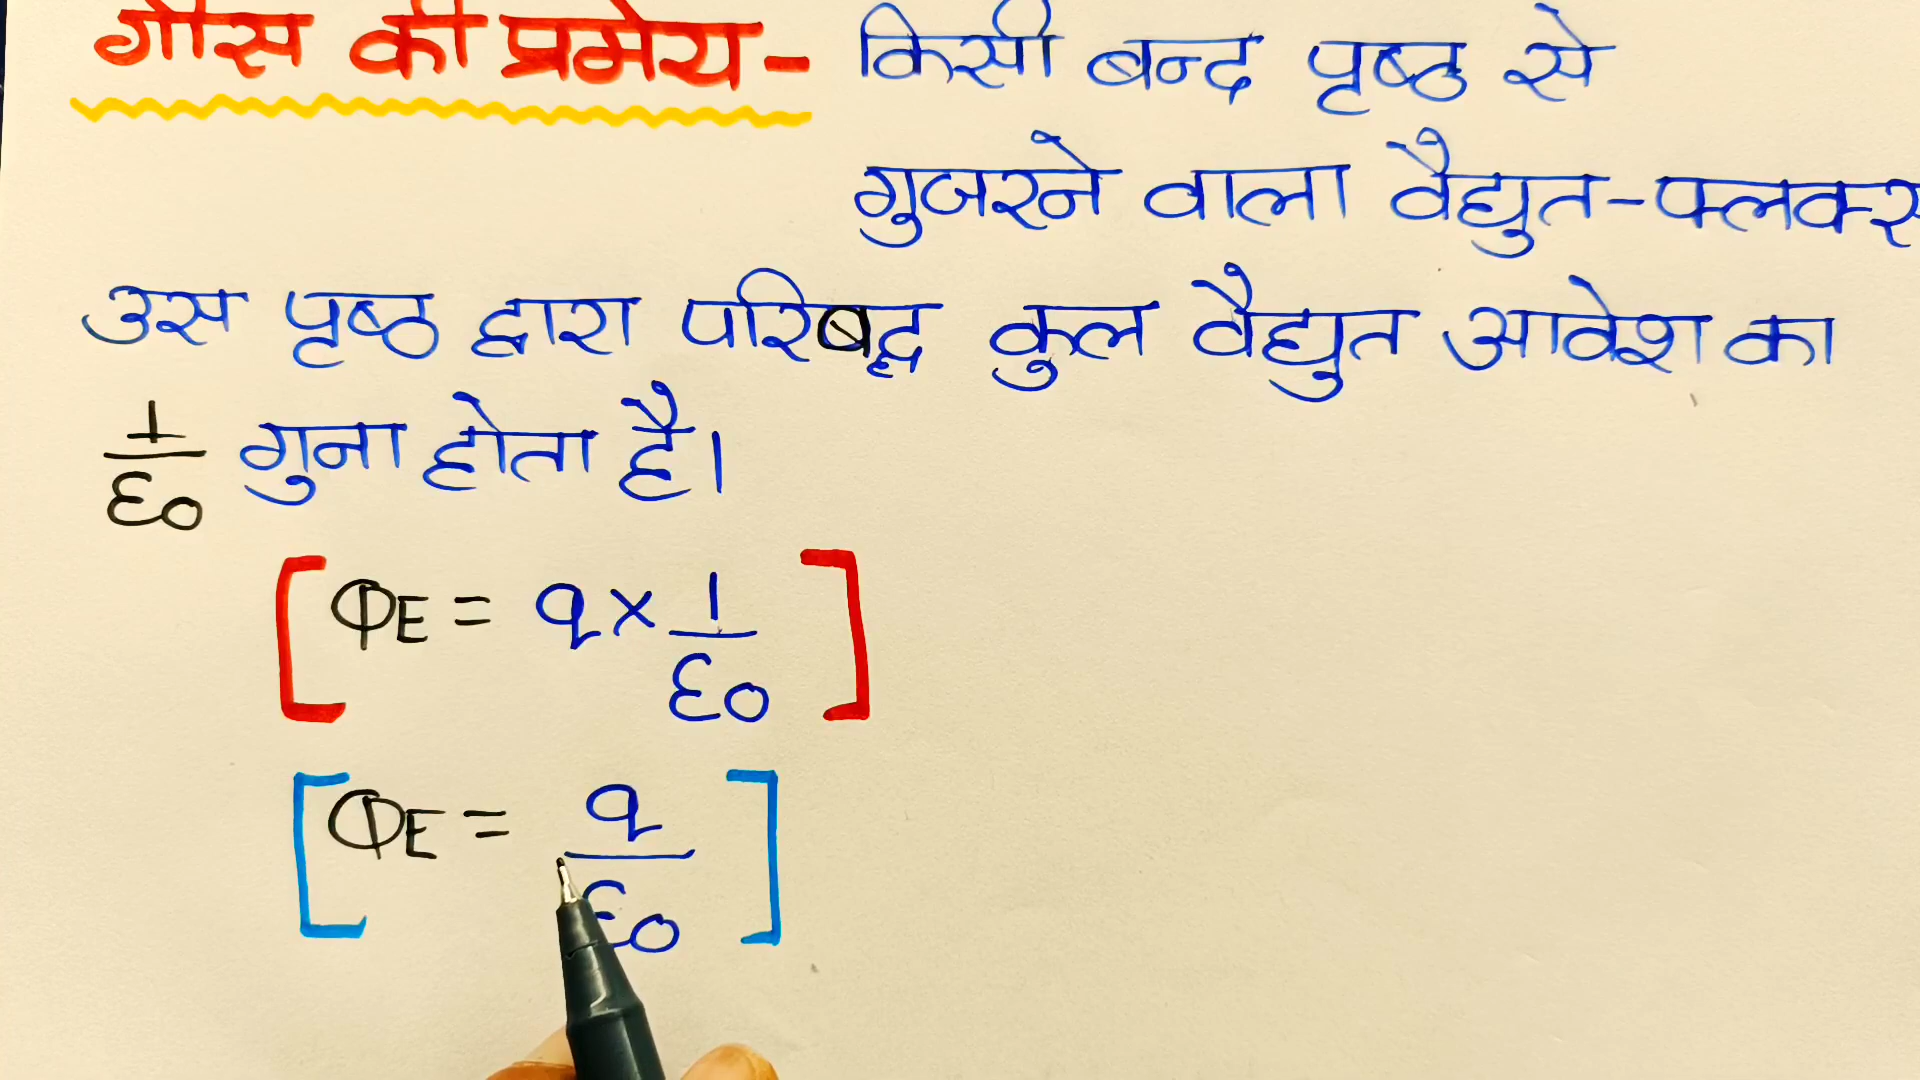 गौस की प्रमेय - किसी बन्द पृष्ठ से
गुजरने वाला वैद्युत-फ्लक्स
उस पृष्ठ द्वारा परिबद्ध कुल वैद्युत आवेश का
1/ε0 गुना होता है।
[ΦE = q × 1/ε0]
[ΦE = q/ε0]